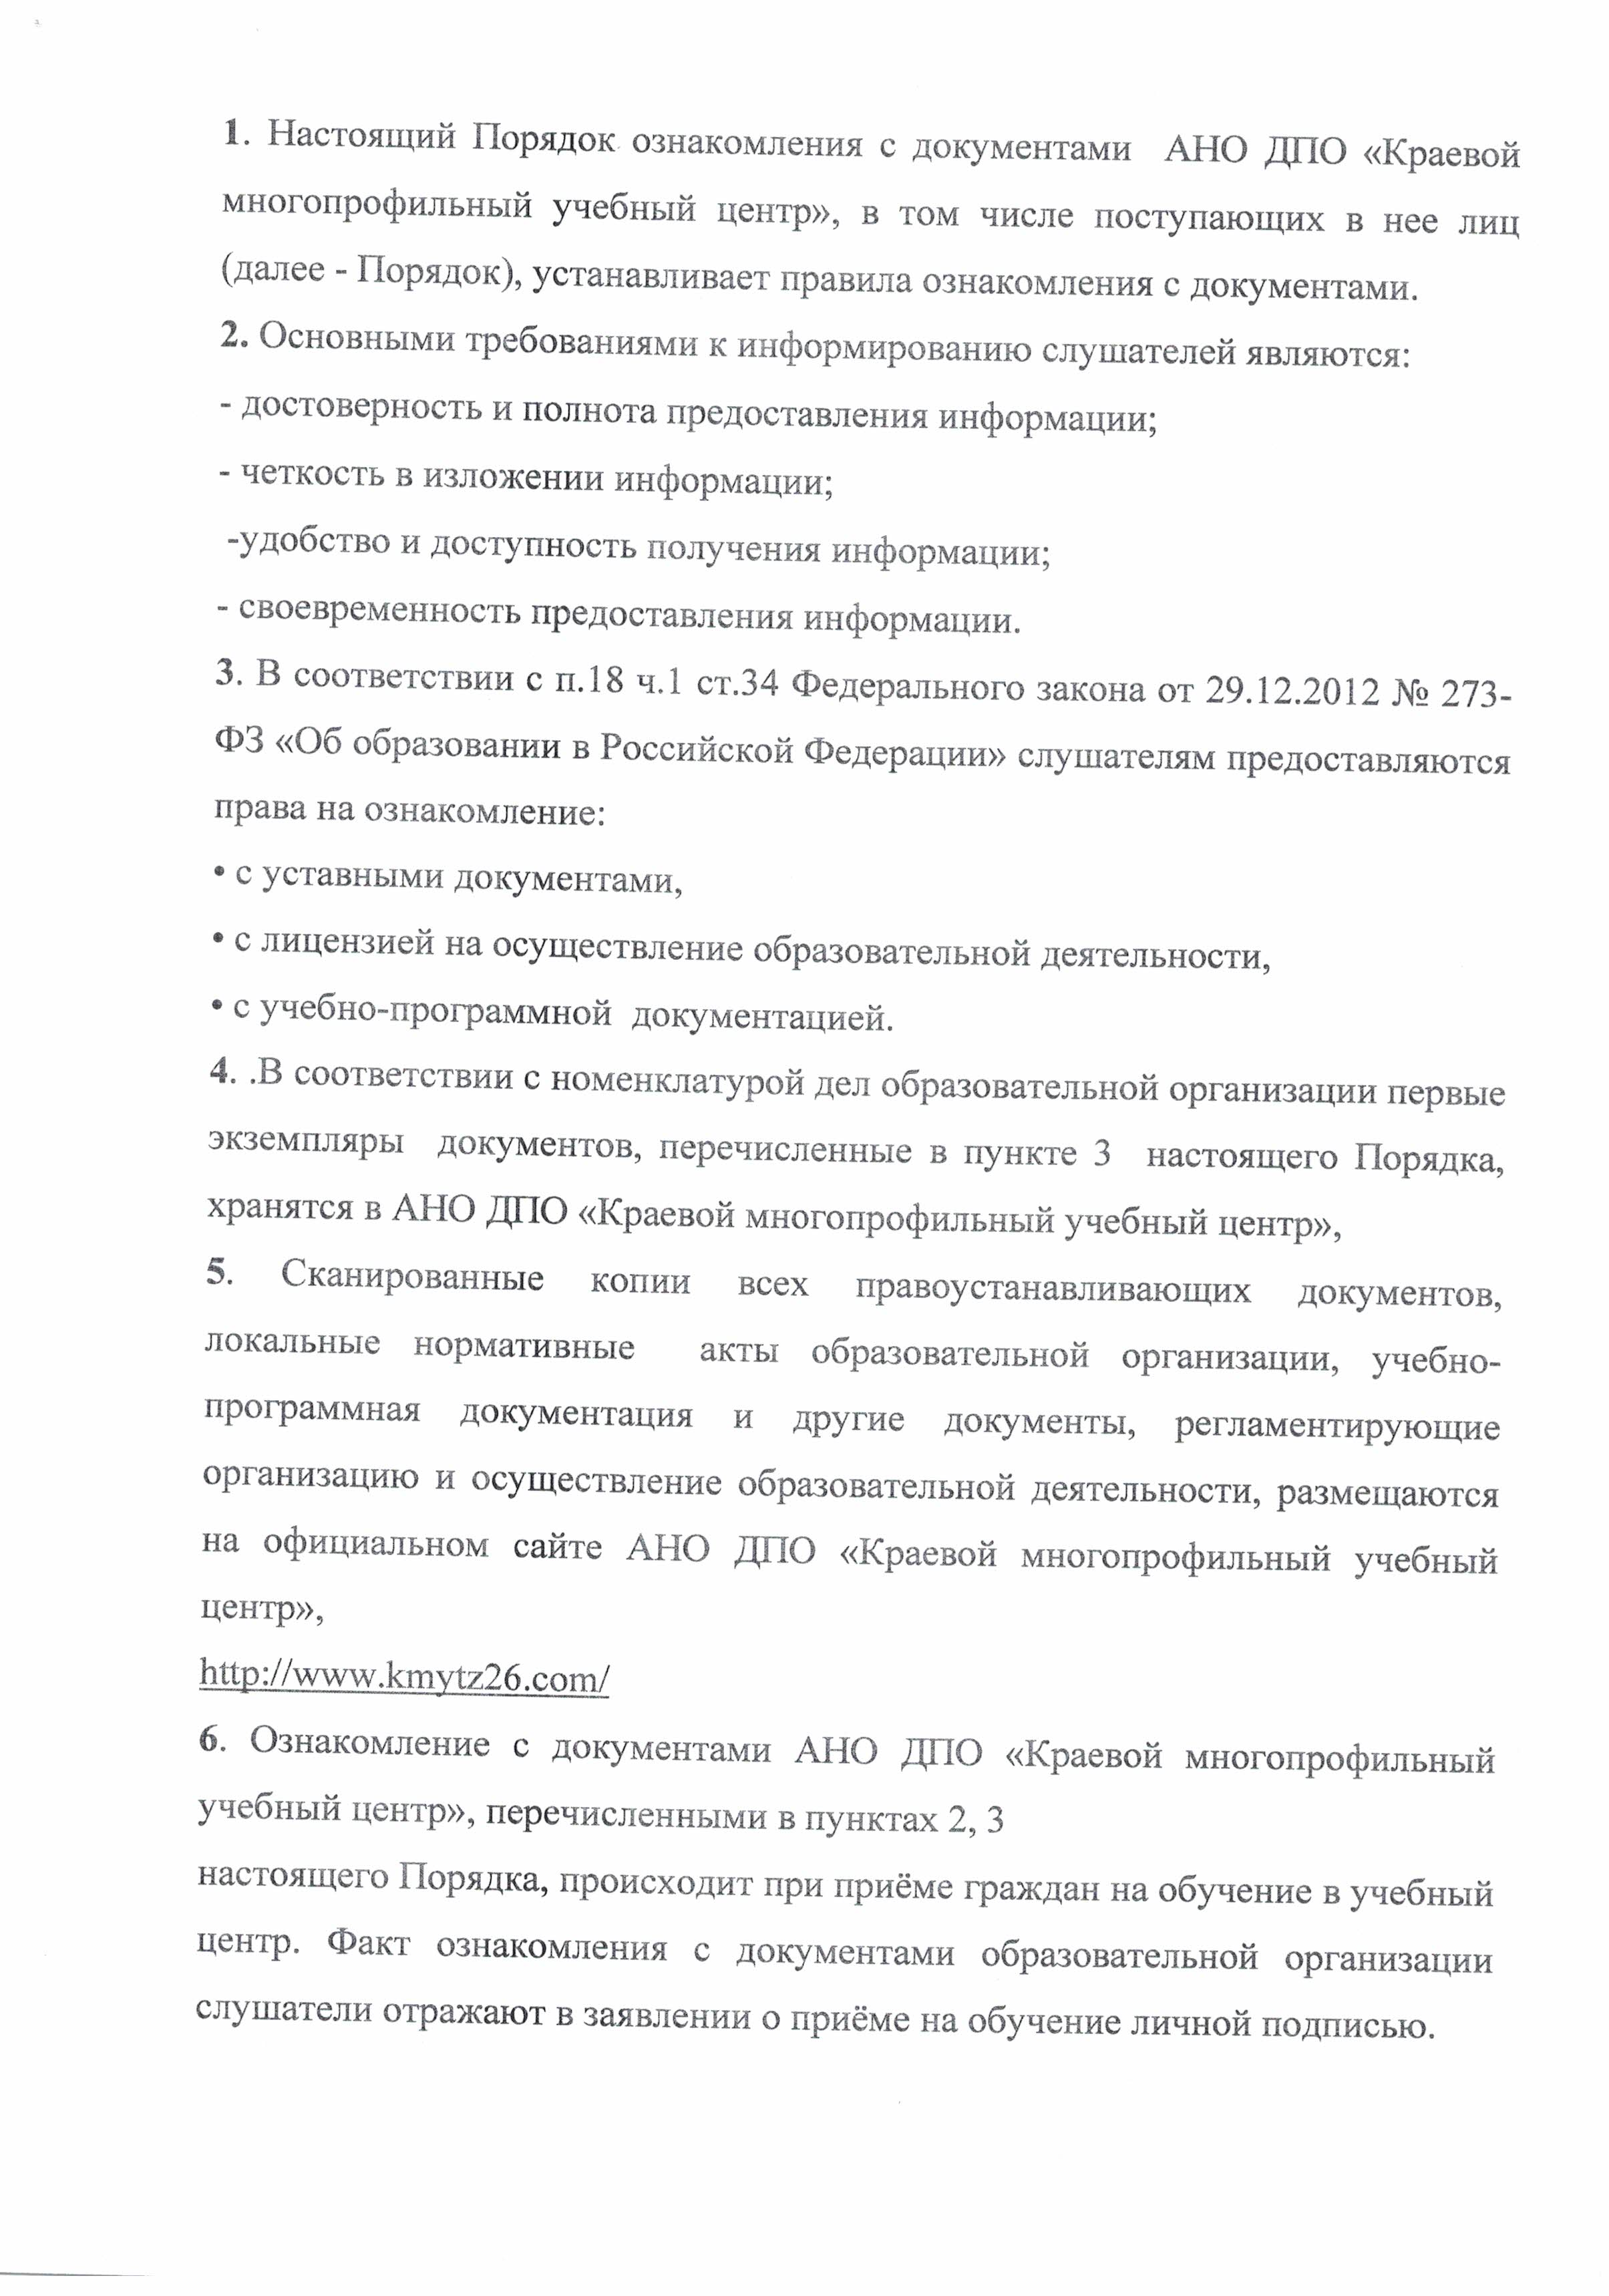 1. Настоящий Порядок ознакомления с документами АНО ДПО «Краевой
многопрофильный учебный центр», в том числе поступающих в нее лиц
(далее - Порядок), устанавливает правила ознакомления с документами.
2. Основными требованиями к информированию слушателей являются:
- достоверность и полнота предоставления информации;
- четкость в изложении информации;
-удобство и доступность получения информации;
- своевременность предоставления информации.
3. В соответствии с п.18 ч.1 ст.34 Федерального закона от 29.12.2012 № 273-
ФЗ «Об образовании в Российской Федерации» слушателям предоставляются
права на ознакомление:
• с уставными документами,
• с лицензией на осуществление образовательной деятельности,
• с учебно-программной документацией.
4. .В соответствии с номенклатурой дел образовательной организации первые
экземпляры документов, перечисленные в пункте 3 настоящего Порядка,
хранятся в АНО ДПО «Краевой многопрофильный учебный центр»,
5. Сканированные копии всех правоустанавливающих документов,
локальные нормативные акты образовательной организации, учебно-
программная документация и другие документы, регламентирующие
организацию и осуществление образовательной деятельности, размещаются
на официальном сайте АНО ДПО «Краевой многопрофильный учебный
центр»,
http://www.kmytz26.com/
6. Ознакомление с документами АНО ДПО «Краевой многопрофильный
учебный центр», перечисленными в пунктах 2, 3
настоящего Порядка, происходит при приёме граждан на обучение в учебный
центр. Факт ознакомления с документами образовательной организации
слушатели отражают в заявлении о приёме на обучение личной подписью.